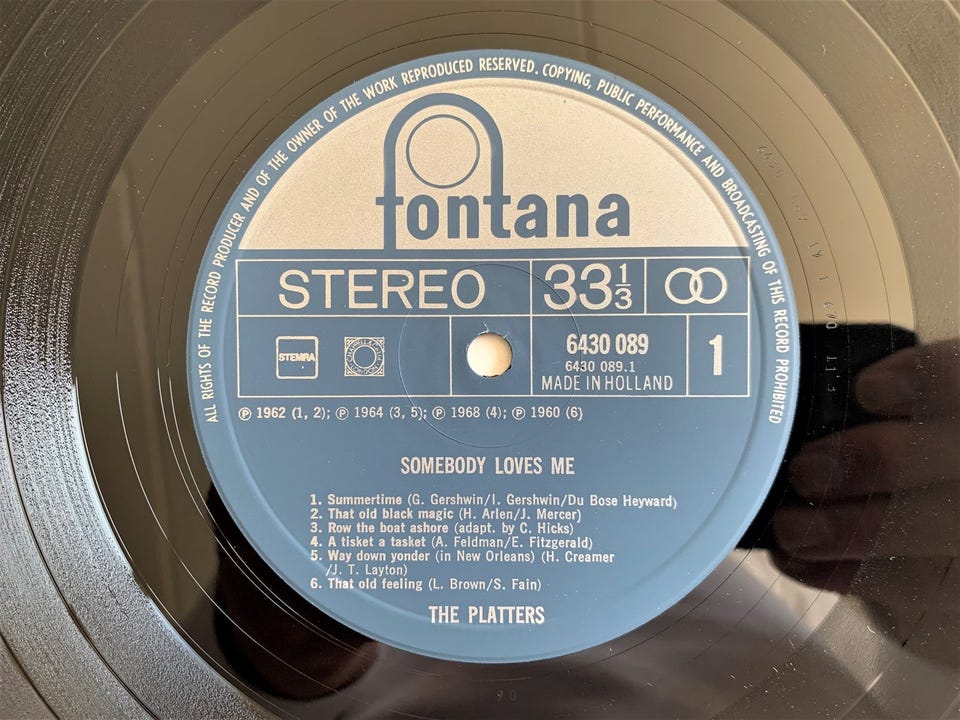 ALL RIGHTS OF THE RECORD PRODUCER AND OF THE OWNER OF THE WORK REPRODUCED RESERVED. COPYING, PUBLIC PERFORMANCE AND BROADCASTING OF THIS RECORD PROHIBITED
fontana
STEREO 33 1/3
STEMRA
6430 089
6430 089.1
MADE IN HOLLAND
1
℗ 1962 (1, 2); ℗ 1964 (3, 5); ℗ 1968 (4); ℗ 1960 (6)
SOMEBODY LOVES ME
1. Summertime (G. Gershwin/I. Gershwin/Du Bose Heyward)
2. That old black magic (H. Arlen/J. Mercer)
3. Row the boat ashore (adapt. by C. Hicks)
4. A tisket a tasket (A. Feldman/E. Fitzgerald)
5. Way down yonder (in New Orleans) (H. Creamer
/J. T. Layton)
6. That old feeling (L. Brown/S. Fain)
THE PLATTERS